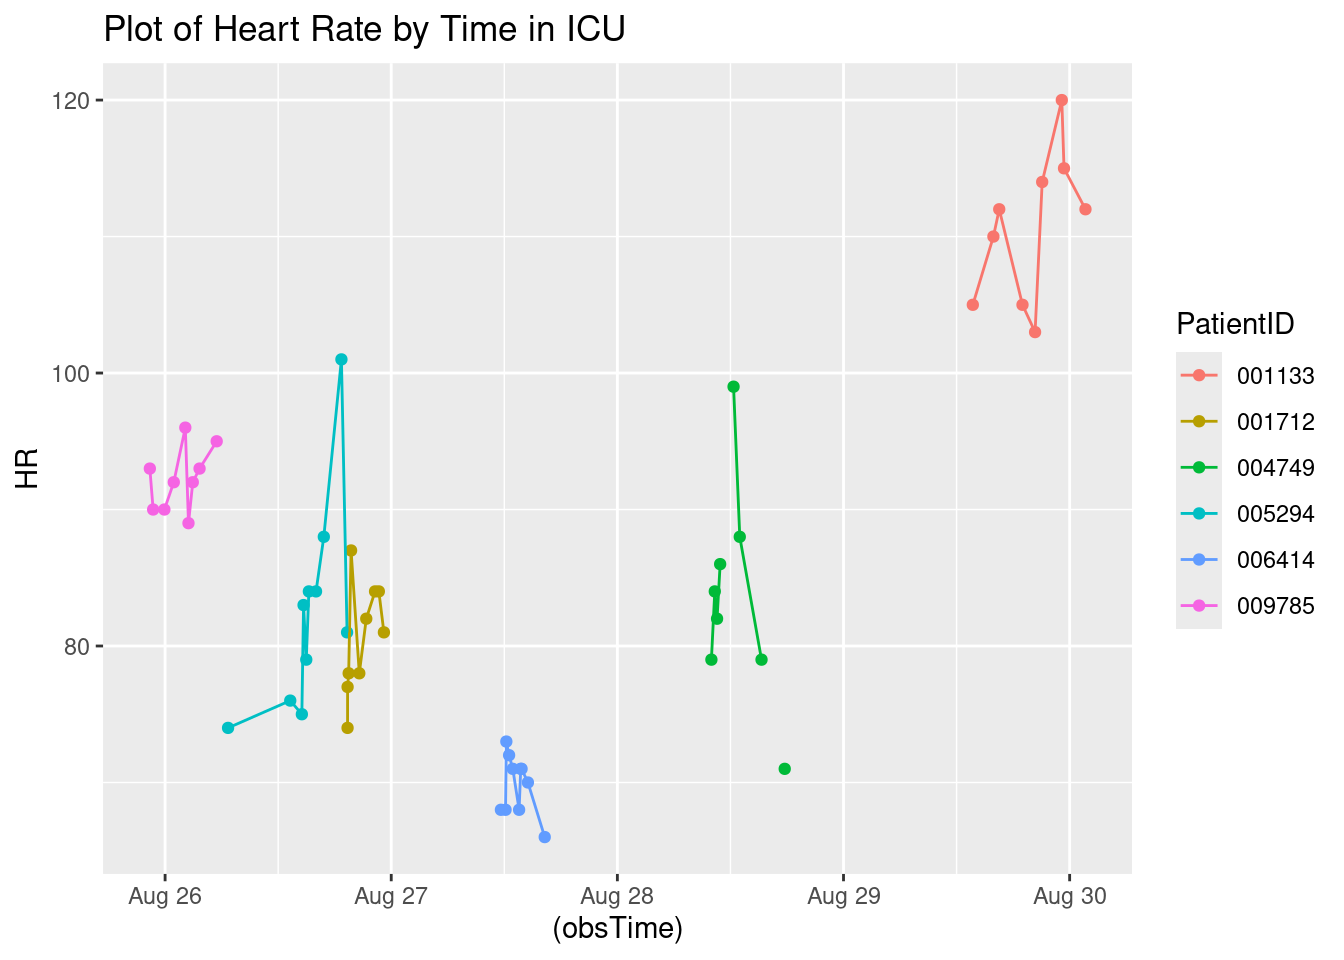 Plot of Heart Rate by Time in ICU
120
100
80
HR
Aug 26
Aug 27
Aug 28
Aug 29
Aug 30
(obsTime)
PatientID
001133
001712
004749
005294
006414
009785